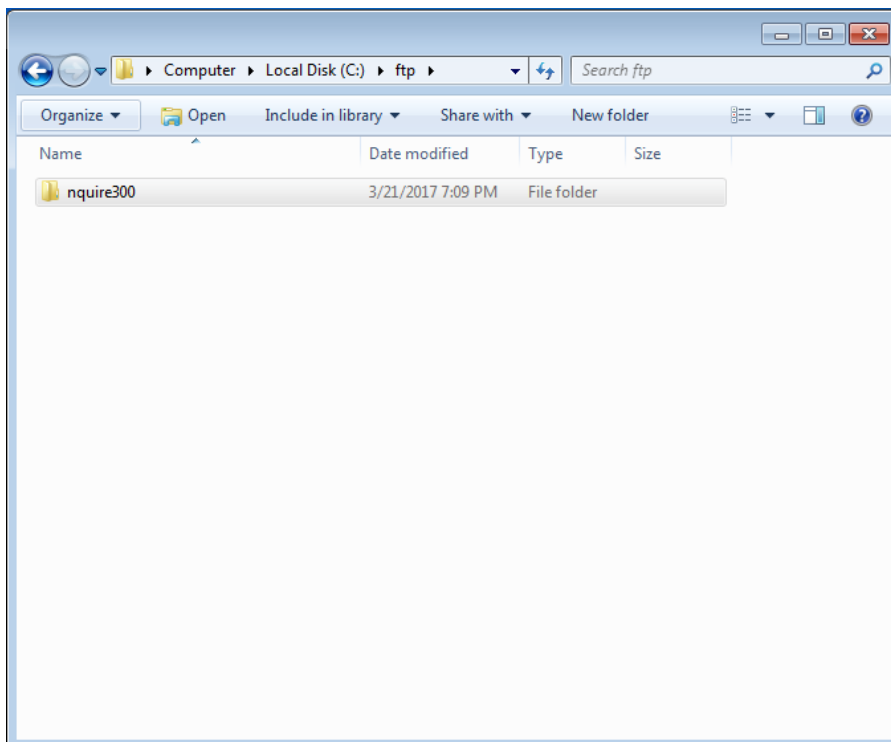 Computer Local Disk (C:) ftp Search ftp
Organize Open Include in library Share with New folder
Name Date modified Type Size
nquire300 3/21/2017 7:09 PM File folder